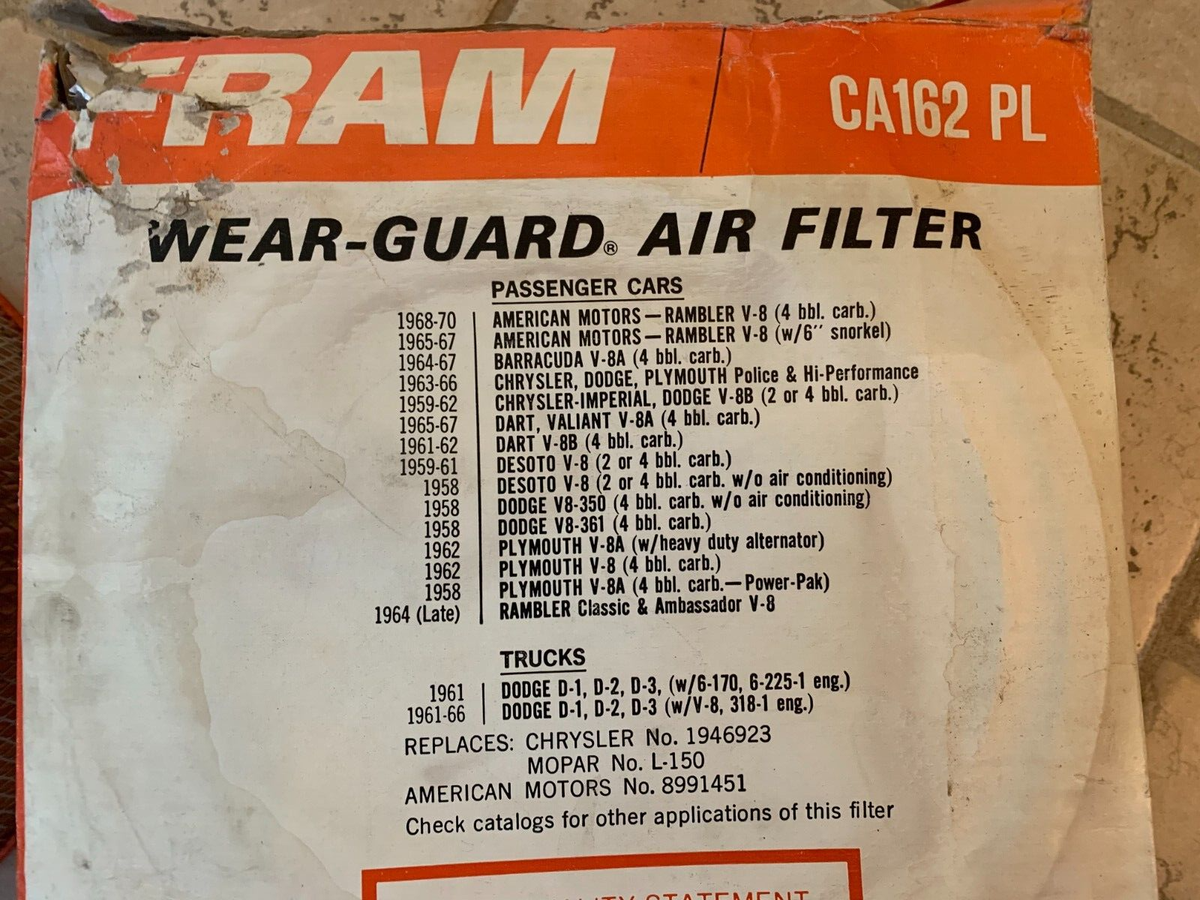 FRAM
CA162 PL
WEAR-GUARD® AIR FILTER
PASSENGER CARS
1968-70 AMERICAN MOTORS—RAMBLER V-8 (4 bbl. carb.)
1965-67 AMERICAN MOTORS—RAMBLER V-8 (w/6'' snorkel)
1964-67 BARRACUDA V-8A (4 bbl. carb.)
1963-66 CHRYSLER, DODGE, PLYMOUTH Police & Hi-Performance
1959-62 CHRYSLER-IMPERIAL, DODGE V-8B (2 or 4 bbl. carb.)
1965-67 DART, VALIANT V-8A (4 bbl. carb.)
1961-62 DART V-8B (4 bbl. carb.)
1959-61 DESOTO V-8 (2 or 4 bbl. carb.)
1958 DESOTO V-8 (2 or 4 bbl. carb. w/o air conditioning)
1958 DODGE V8-350 (4 bbl. carb. w/o air conditioning)
1958 DODGE V8-361 (4 bbl. carb.)
1962 PLYMOUTH V-8A (w/heavy duty alternator)
1962 PLYMOUTH V-8 (4 bbl. carb.)
1958 PLYMOUTH V-8A (4 bbl. carb.—Power-Pak)
1964 (Late) RAMBLER Classic & Ambassador V-8
TRUCKS
1961 DODGE D-1, D-2, D-3, (w/6-170, 6-225-1 eng.)
1961-66 DODGE D-1, D-2, D-3 (w/V-8, 318-1 eng.)
REPLACES: CHRYSLER No. 1946923
MOPAR No. L-150
AMERICAN MOTORS No. 8991451
Check catalogs for other applications of this filter
STATEMENT